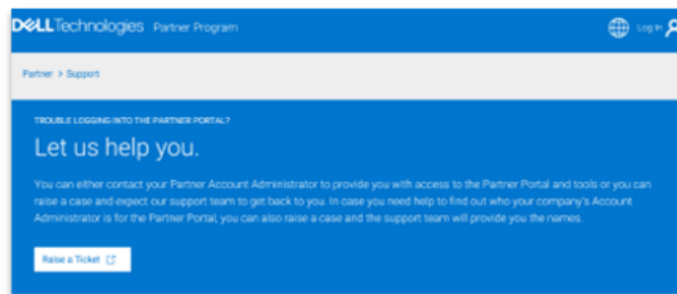 DELLTechnologies Partner Program
Log In
Partner > Support
TROUBLE LOGGING INTO THE PARTNER PORTAL?
Let us help you.
You can either contact your Partner Account Administrator to provide you with access to the Partner Portal and tools or you can
raise a case and expect our support team to get back to you. In case you need help to find out who your company's Account
Administrator is for the Partner Portal, you can also raise a case and the support team will provide you the names.
Raise a Ticket